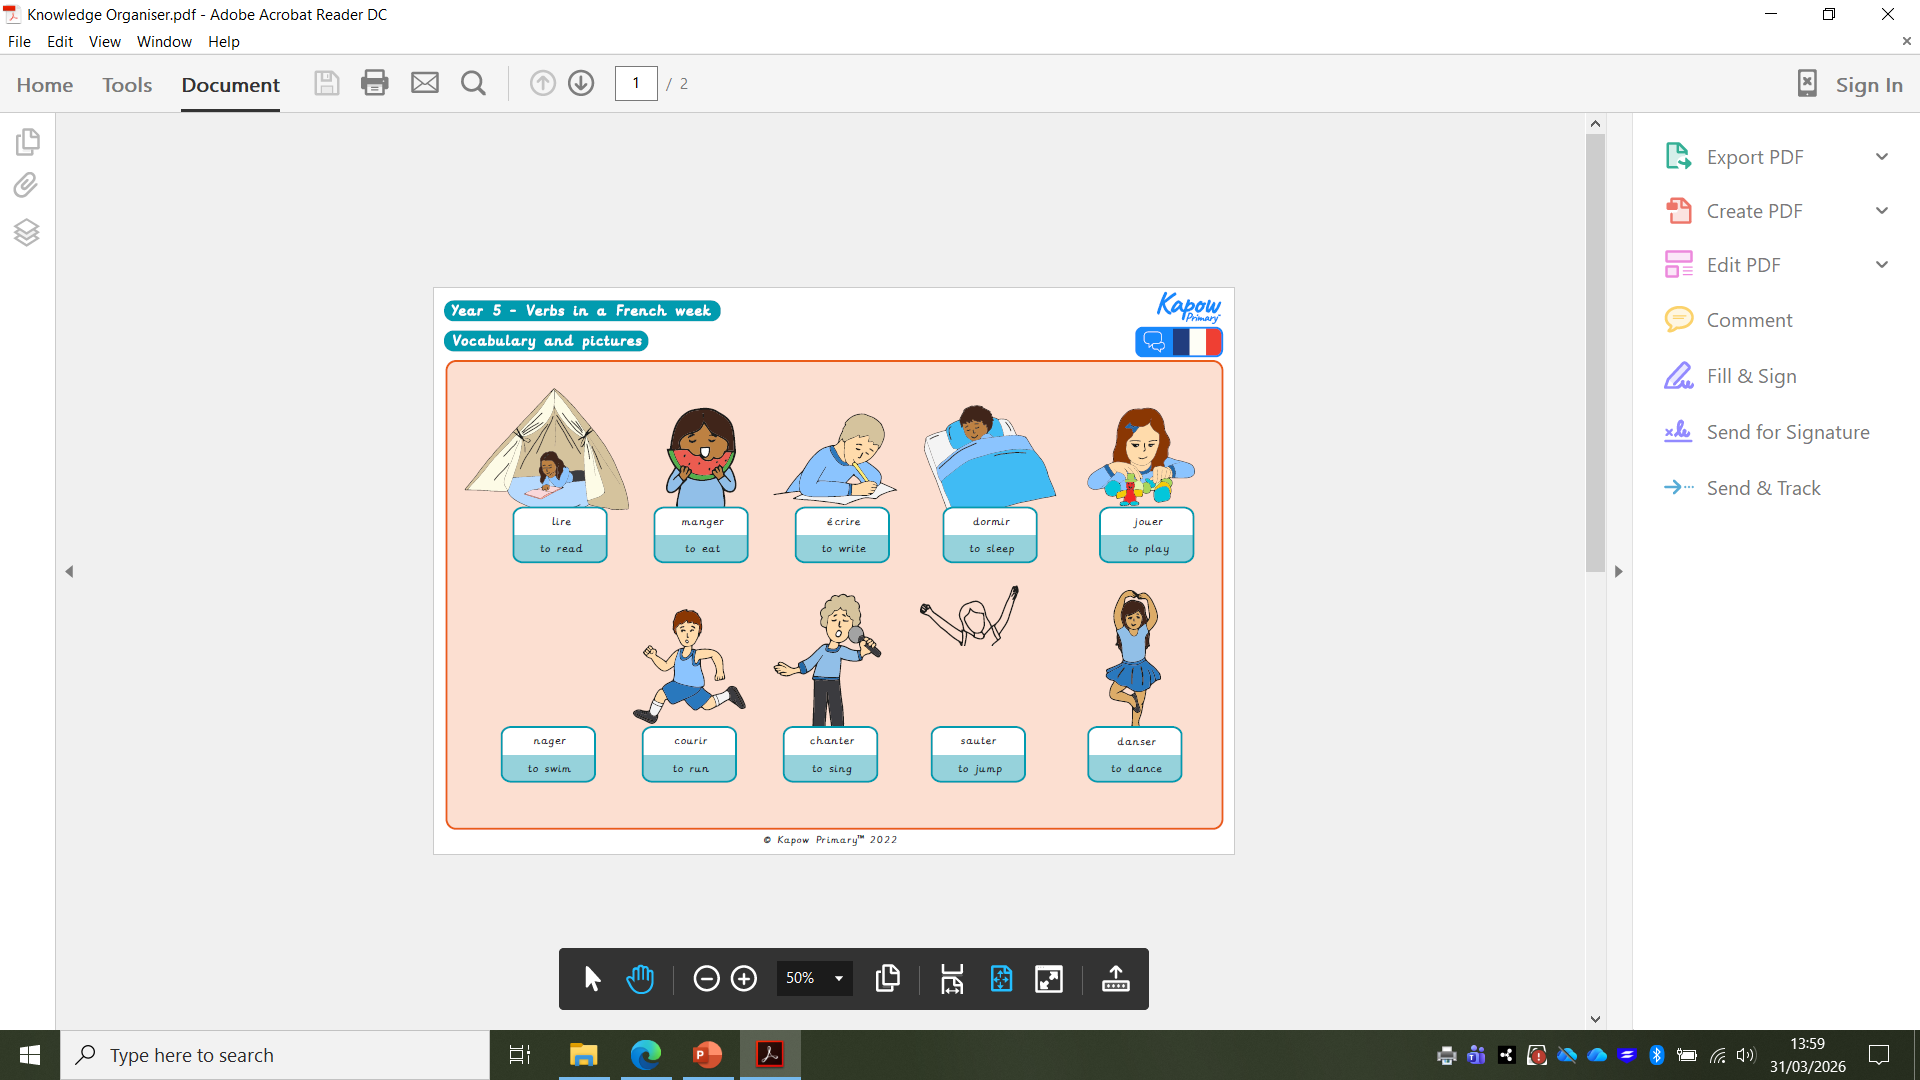 Knowledge Organiser.pdf - Adobe Acrobat Reader DC
File Edit View Window Help
Home Tools Document 1 / 2 Sign In
Export PDF
Create PDF
Edit PDF
Comment
Fill & Sign
Send for Signature
Send & Track
Year 5 - Verbs in a French week
Kapow
Primary™
Vocabulary and pictures
lire manger écrire dormir jouer
to read to eat to write to sleep to play
nager courir chanter sauter danser
to swim to run to sing to jump to dance
© Kapow Primary™ 2022
50%
Type here to search
13:59
31/03/2026